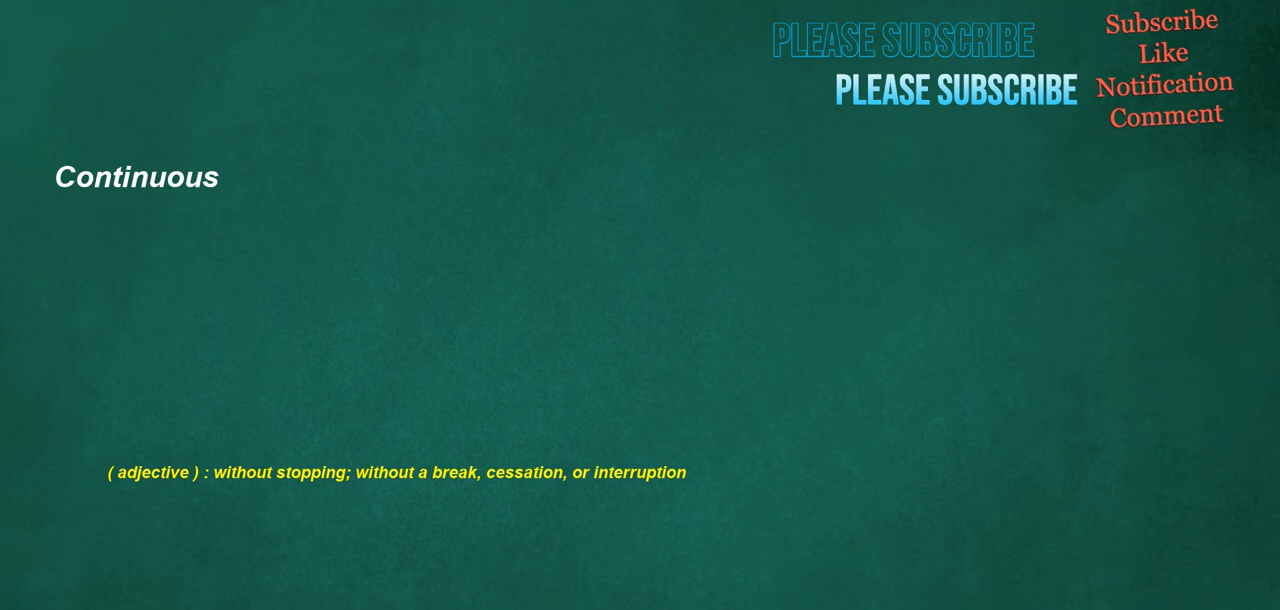 PLEASE SUBSCRIBE
PLEASE SUBSCRIBE
Subscribe
Like
Notification
Comment
Continuous
( adjective ) : without stopping; without a break, cessation, or interruption